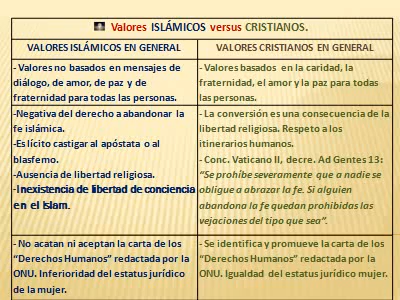 Valores ISLÁMICOS versus CRISTIANOS.
VALORES ISLÁMICOS EN GENERAL
VALORES CRISTIANOS EN GENERAL
- Valores no basados en mensajes de
diálogo, de amor, de paz y de
fraternidad para todas las personas.
- Valores basados en la caridad, la
fraternidad, el amor y la paz para todas
las personas.
-Negativa del derecho a abandonar la
fe islámica.
-Es lícito castigar al apóstata o al
blasfemo.
-Ausencia de libertad religiosa.
-Inexistencia de libertad de conciencia
en el Islam.
- La conversión es una consecuencia de la
libertad religiosa. Respeto a los
itinerarios humanos.
- Conc. Vaticano II, decre. Ad Gentes 13:
“Se prohíbe severamente que a nadie se
obligue a abrazar la fe. Si alguien
abandona la fe quedan prohibidas las
vejaciones del tipo que sea”.
- No acatan ni aceptan la carta de los
“Derechos Humanos” redactada por la
ONU. Inferioridad del estatus jurídico
de la mujer.
- Se identifica y promueve la carta de los
“Derechos Humanos” redactada por la
ONU. Igualdad del estatus jurídico mujer.